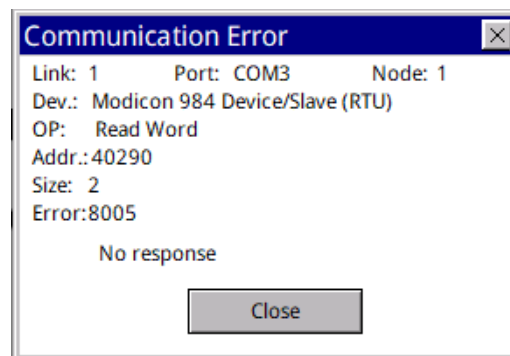 Communication Error
Link: 1 Port: COM3 Node: 1
Dev.: Modicon 984 Device/Slave (RTU)
OP: Read Word
Addr.: 40290
Size: 2
Error:8005
No response
Close